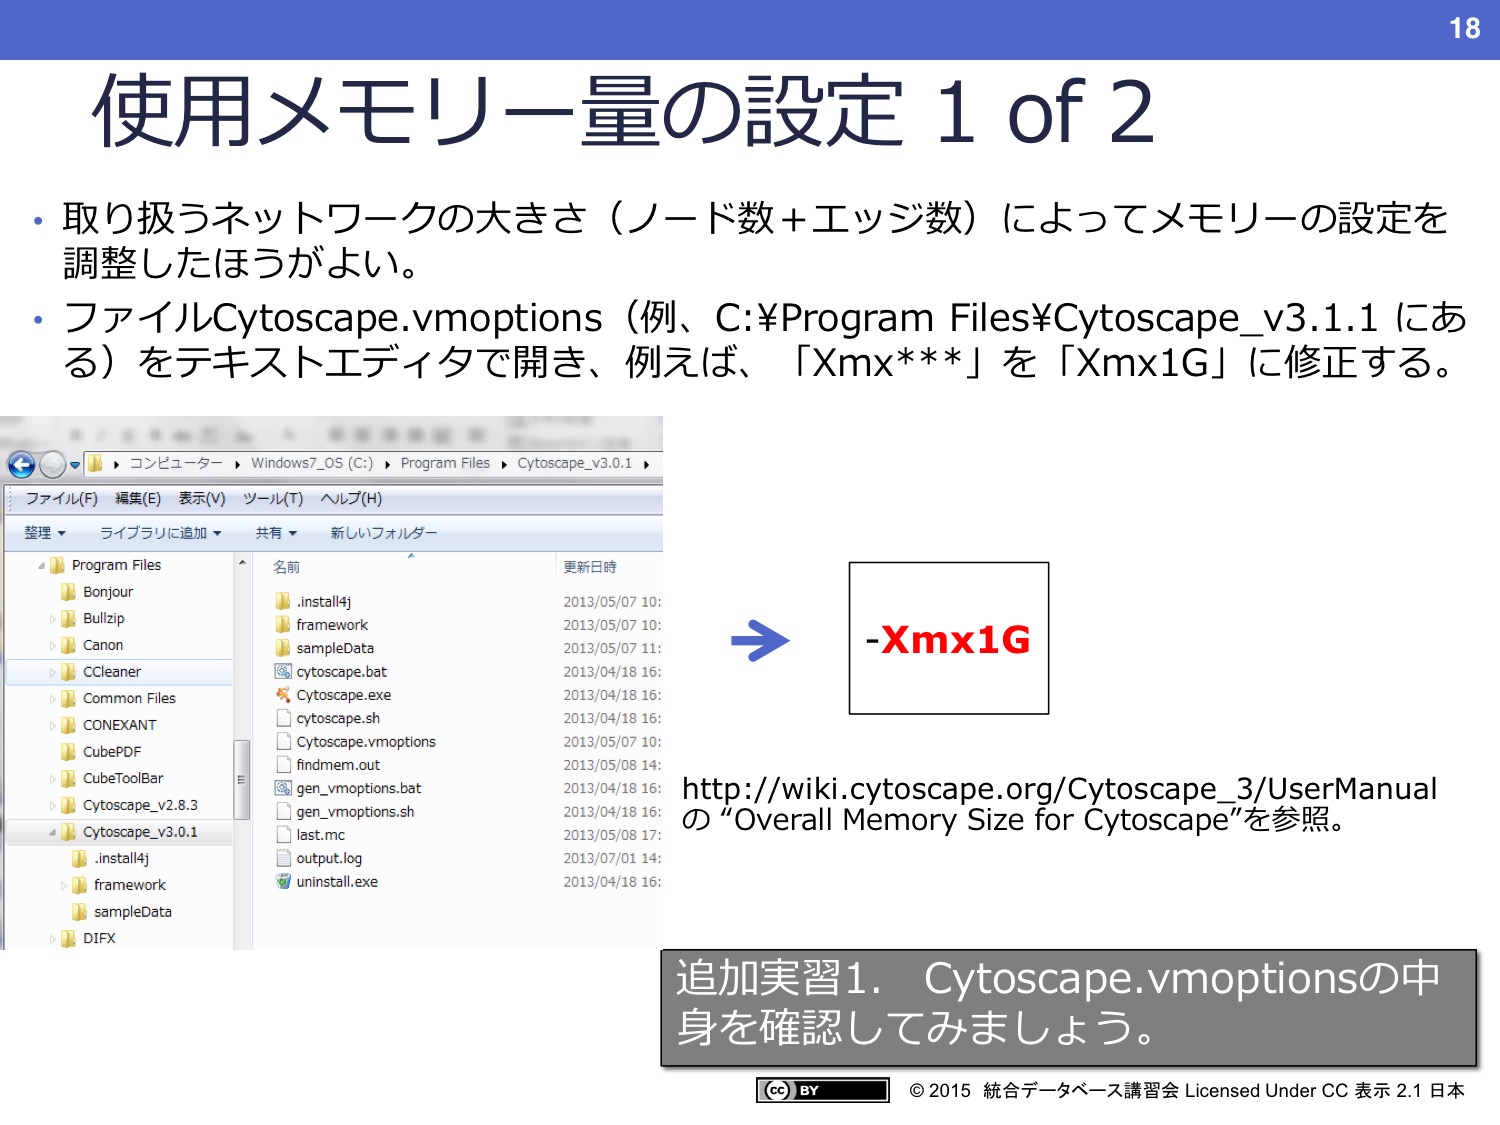 18
使用メモリー量の設定 1 of 2
• 取り扱うネットワークの大きさ（ノード数＋エッジ数）によってメモリーの設定を
調整したほうがよい。
• ファイルCytoscape.vmoptions（例、C:¥Program Files¥Cytoscape_v3.1.1 にあ
る）をテキストエディタで開き、例えば、「Xmx***」を「Xmx1G」に修正する。
コンピューター ▸ Windows7_OS (C:) ▸ Program Files ▸ Cytoscape_v3.0.1 ▸
ファイル(F) 編集(E) 表示(V) ツール(T) ヘルプ(H)
整理 ライブラリに追加 共有 新しいフォルダー
Program Files
Bonjour
Bullzip
Canon
CCleaner
Common Files
CONEXANT
CubePDF
CubeToolBar
Cytoscape_v2.8.3
Cytoscape_v3.0.1
.install4j
framework
sampleData
DIFX
名前 更新日時
.install4j 2013/05/07 10:
framework 2013/05/07 10:
sampleData 2013/05/07 11:
cytoscape.bat 2013/04/18 16:
Cytoscape.exe 2013/04/18 16:
cytoscape.sh 2013/04/18 16:
Cytoscape.vmoptions 2013/05/07 10:
findmem.out 2013/05/08 14:
gen_vmoptions.bat 2013/04/18 16:
gen_vmoptions.sh 2013/04/18 16:
last.mc 2013/05/08 17:
output.log 2013/07/01 14:
uninstall.exe 2013/04/18 16:
-Xmx1G
http://wiki.cytoscape.org/Cytoscape_3/UserManual
の “Overall Memory Size for Cytoscape”を参照。
追加実習1. Cytoscape.vmoptionsの中
身を確認してみましょう。
cc BY © 2015 統合データベース講習会 Licensed Under CC 表示 2.1 日本